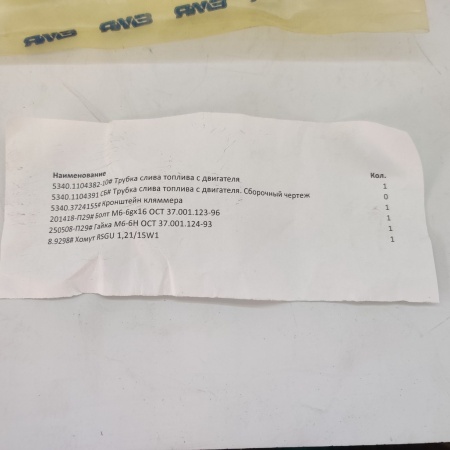 ЯМЗ ЯМЗ ЯМЗ ЯМЗ
Наименование Кол.
5340.1104382-10# Трубка слива топлива с двигателя 1
5340.1104391 СБ# Трубка слива топлива с двигателя. Сборочный чертеж 0
5340.3724155# Кронштейн кляммера 1
201418-П29# Болт М6-6gx16 ОСТ 37.001.123-96 1
250508-П29# Гайка М6-6Н ОСТ 37.001.124-93 1
8.9298# Хомут RSGU 1,21/15W1 1